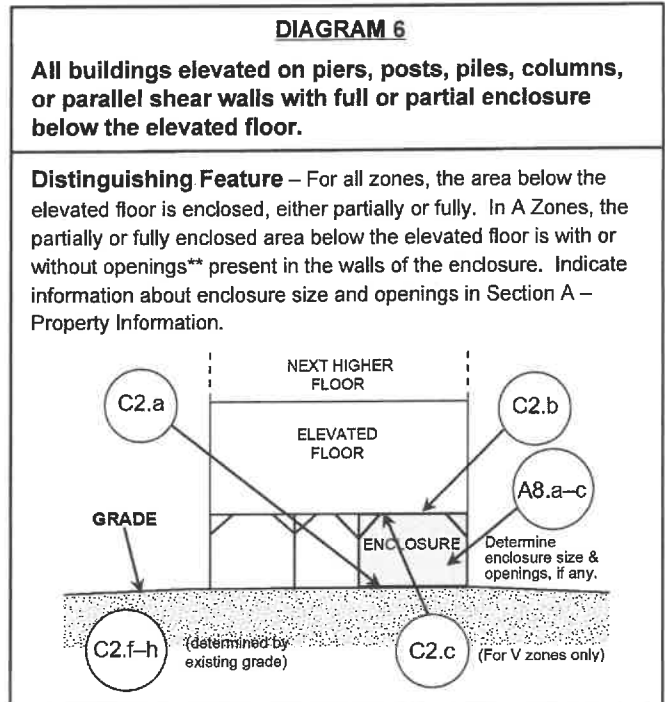 DIAGRAM 6
All buildings elevated on piers, posts, piles, columns,
or parallel shear walls with full or partial enclosure
below the elevated floor.
Distinguishing Feature – For all zones, the area below the
elevated floor is enclosed, either partially or fully. In A Zones, the
partially or fully enclosed area below the elevated floor is with or
without openings** present in the walls of the enclosure. Indicate
information about enclosure size and openings in Section A –
Property Information.
NEXT HIGHER
FLOOR
C2.a
C2.b
ELEVATED
FLOOR
A8.a–c
GRADE
ENCLOSURE
Determine
enclosure size &
openings, if any.
C2.f–h
(determined by
existing grade)
C2.c
(For V zones only)